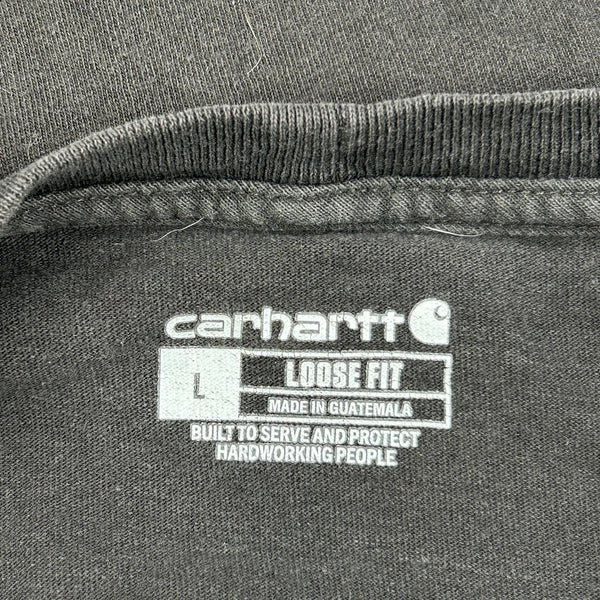 carhartt
L
LOOSE FIT
MADE IN GUATEMALA
BUILT TO SERVE AND PROTECT
HARDWORKING PEOPLE